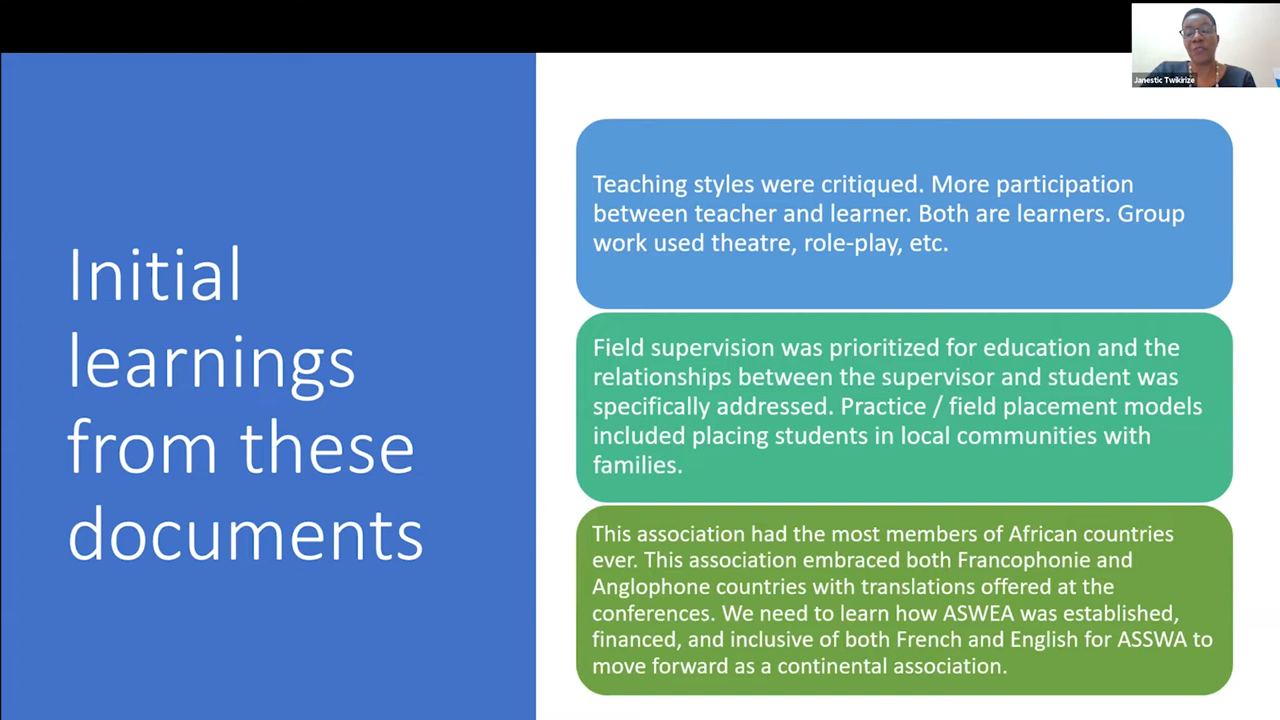 Janestic Twikirize
Initial
learnings
from these
documents
Teaching styles were critiqued. More participation
between teacher and learner. Both are learners. Group
work used theatre, role-play, etc.
Field supervision was prioritized for education and the
relationships between the supervisor and student was
specifically addressed. Practice / field placement models
included placing students in local communities with
families.
This association had the most members of African countries
ever. This association embraced both Francophonie and
Anglophone countries with translations offered at the
conferences. We need to learn how ASWEA was established,
financed, and inclusive of both French and English for ASSWA to
move forward as a continental association.